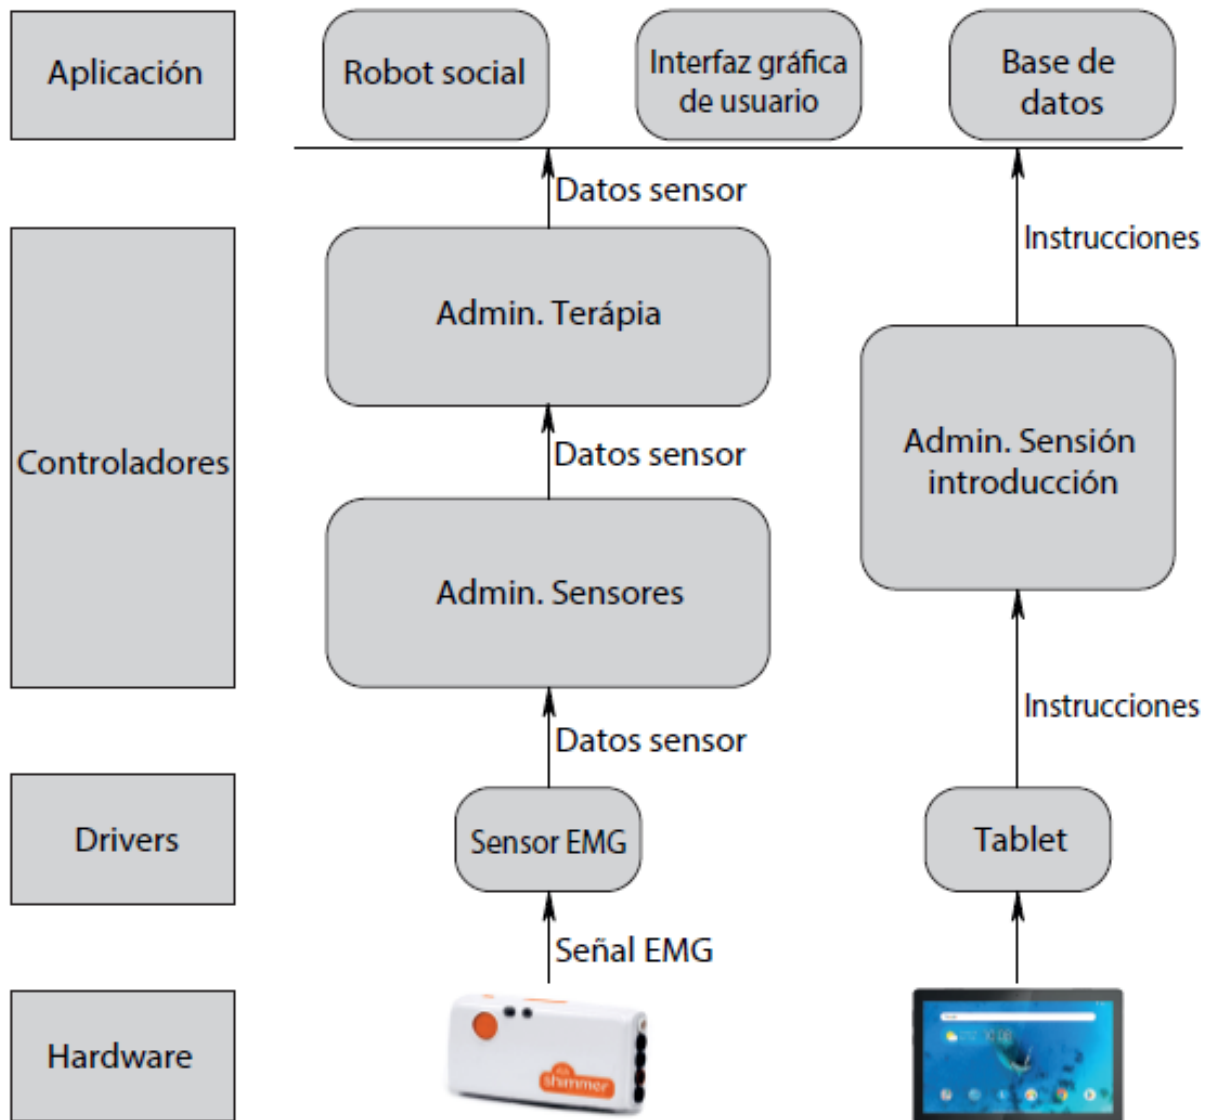 Aplicación
Robot social
Interfaz gráfica
de usuario
Base de
datos
Datos sensor
Instrucciones
Controladores
Admin. Terápia
Datos sensor
Admin. Sensores
Admin. Sensión
introducción
Datos sensor
Instrucciones
Drivers
Sensor EMG
Tablet
Señal EMG
Hardware
shimmer